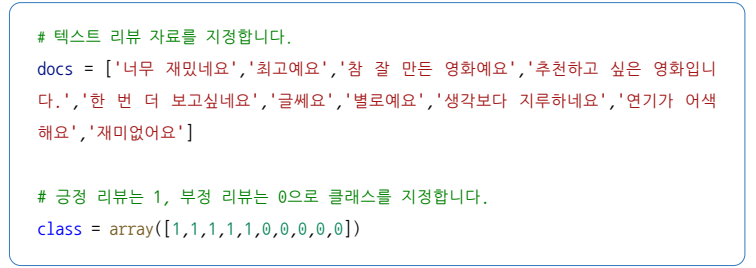 # 텍스트 리뷰 자료를 지정합니다.
docs = ['너무 재밌네요','최고예요','참 잘 만든 영화예요','추천하고 싶은 영화입니
다.','한 번 더 보고싶네요','글쎄요','별로예요','생각보다 지루하네요','연기가 어색
해요','재미없어요']
# 긍정 리뷰는 1, 부정 리뷰는 0으로 클래스를 지정합니다.
class = array([1,1,1,1,1,0,0,0,0,0])